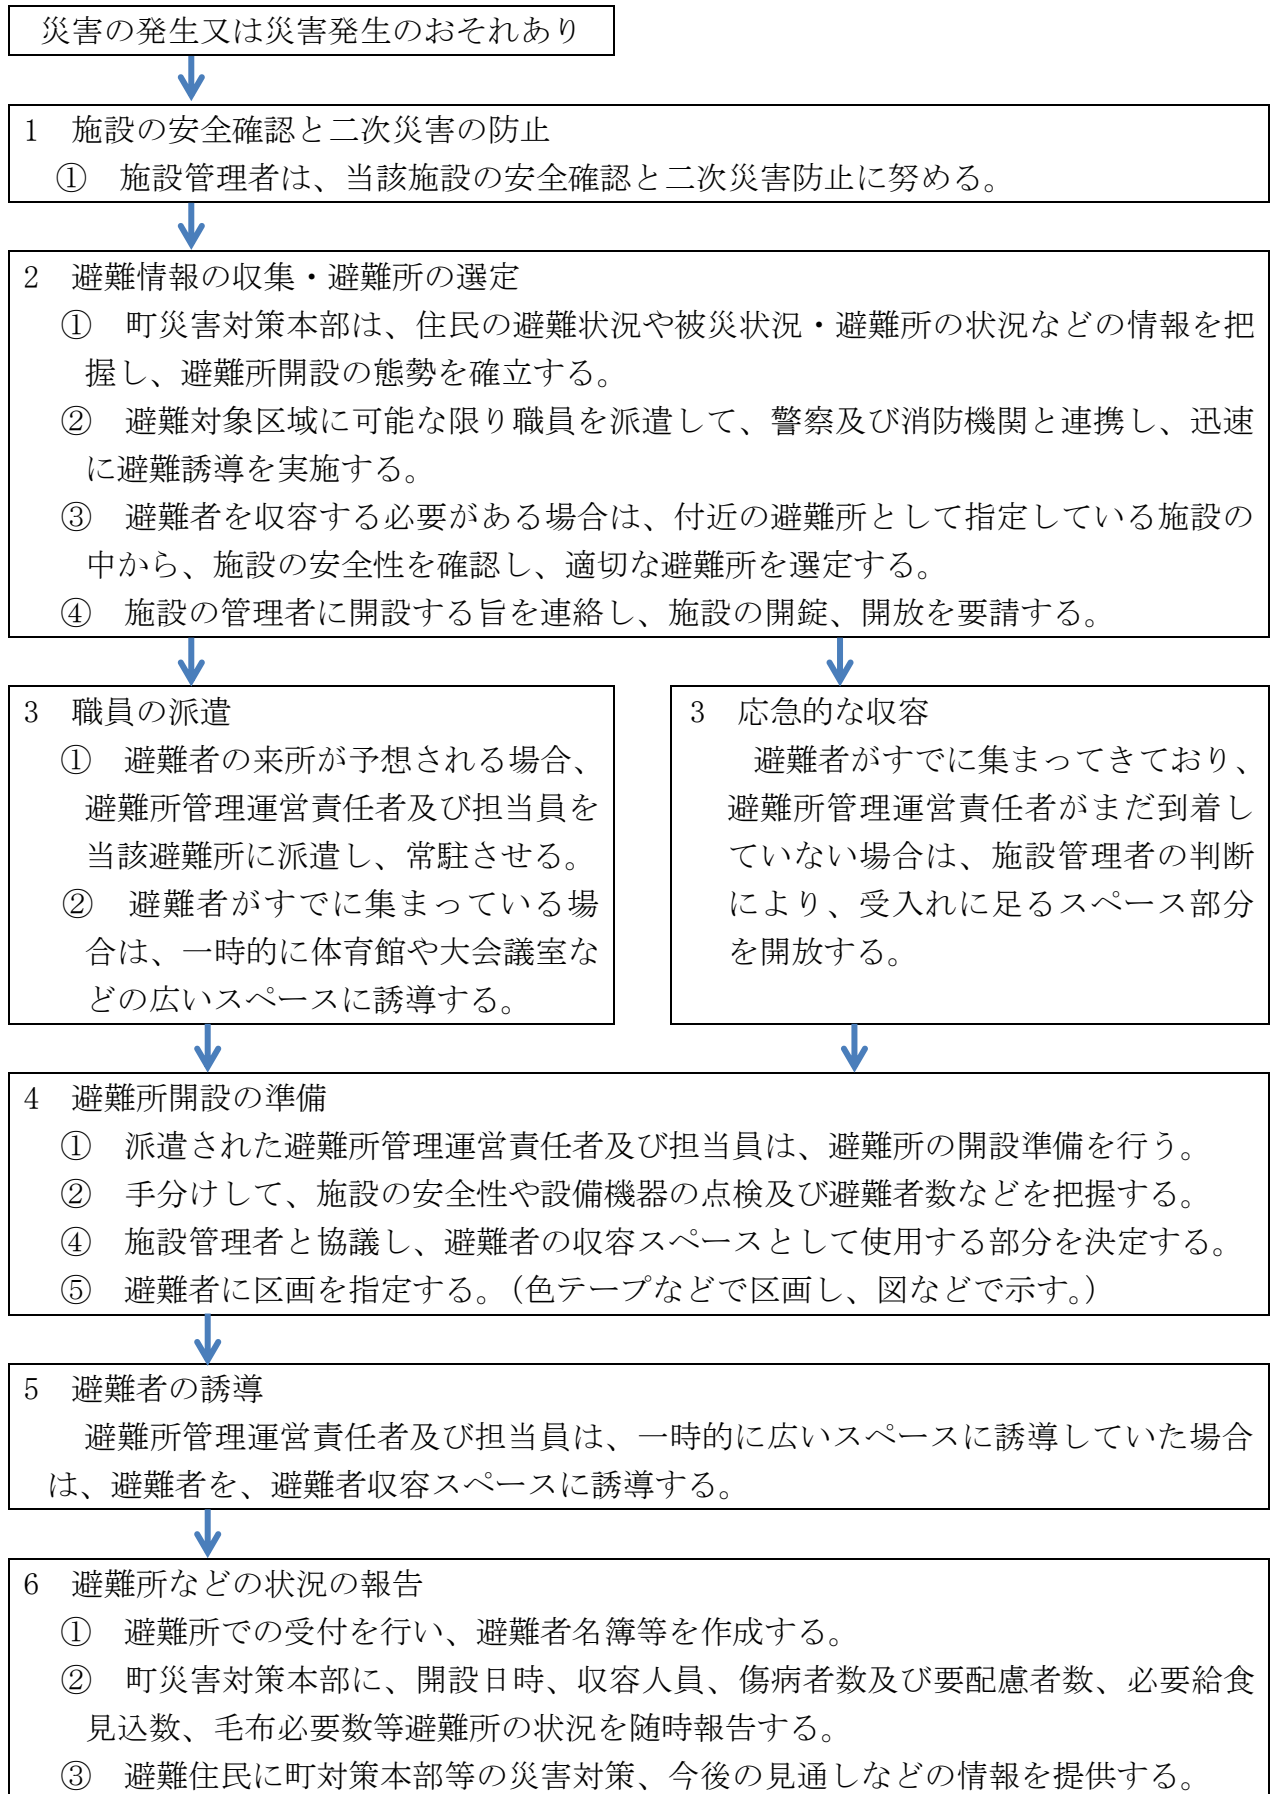 災害の発生又は災害発生のおそれあり
1　施設の安全確認と二次災害の防止
①　施設管理者は、当該施設の安全確認と二次災害防止に努める。
2　避難情報の収集・避難所の選定
①　町災害対策本部は、住民の避難状況や被災状況・避難所の状況などの情報を把
握し、避難所開設の態勢を確立する。
②　避難対象区域に可能な限り職員を派遣して、警察及び消防機関と連携し、迅速
に避難誘導を実施する。
③　避難者を収容する必要がある場合は、付近の避難所として指定している施設の
中から、施設の安全性を確認し、適切な避難所を選定する。
④　施設の管理者に開設する旨を連絡し、施設の開錠、開放を要請する。
3　職員の派遣
①　避難者の来所が予想される場合、
避難所管理運営責任者及び担当員を
当該避難所に派遣し、常駐させる。
②　避難者がすでに集まっている場
合は、一時的に体育館や大会議室な
どの広いスペースに誘導する。
3　応急的な収容
避難者がすでに集まってきており、
避難所管理運営責任者がまだ到着し
ていない場合は、施設管理者の判断
により、受入れに足るスペース部分
を開放する。
4　避難所開設の準備
①　派遣された避難所管理運営責任者及び担当員は、避難所の開設準備を行う。
②　手分けして、施設の安全性や設備機器の点検及び避難者数などを把握する。
④　施設管理者と協議し、避難者の収容スペースとして使用する部分を決定する。
⑤　避難者に区画を指定する。（色テープなどで区画し、図などで示す。）
5　避難者の誘導
避難所管理運営責任者及び担当員は、一時的に広いスペースに誘導していた場合
は、避難者を、避難者収容スペースに誘導する。
6　避難所などの状況の報告
①　避難所での受付を行い、避難者名簿等を作成する。
②　町災害対策本部に、開設日時、収容人員、傷病者数及び要配慮者数、必要給食
見込数、毛布必要数等避難所の状況を随時報告する。
③　避難住民に町対策本部等の災害対策、今後の見通しなどの情報を提供する。